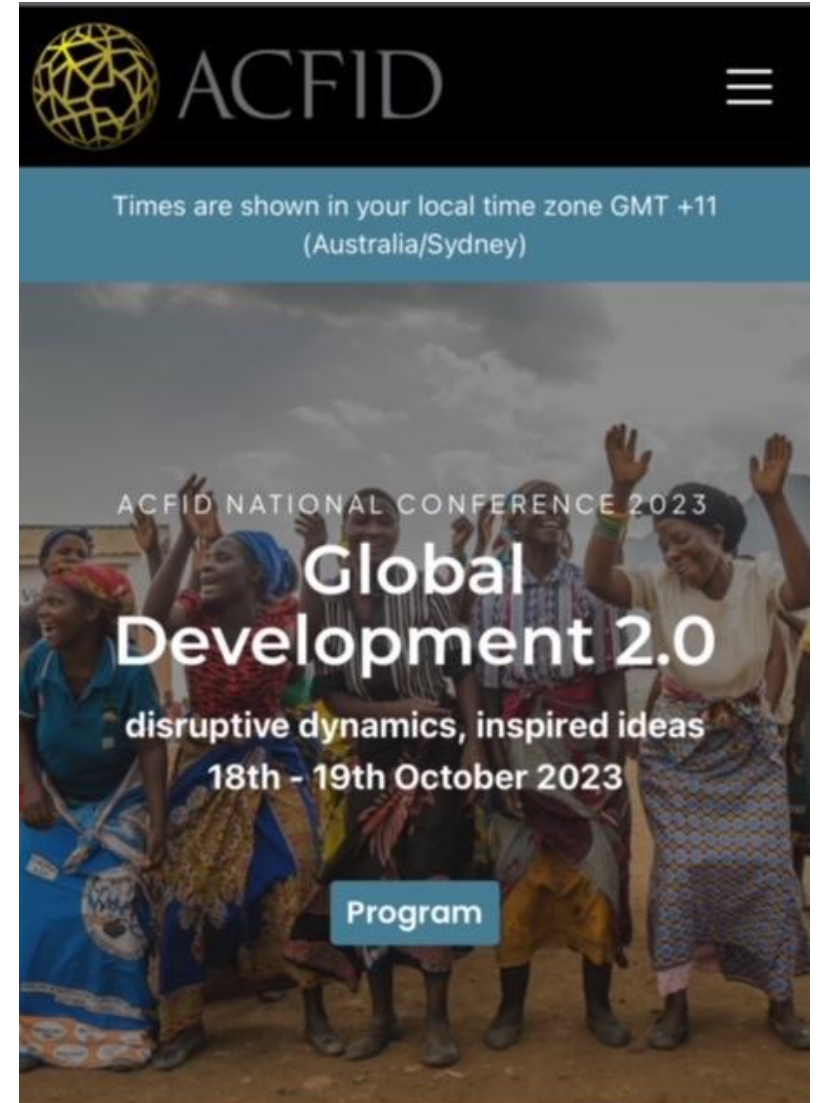 ACFID
Times are shown in your local time zone GMT +11
(Australia/Sydney)
ACFID NATIONAL CONFERENCE 2023
Global
Development 2.0
disruptive dynamics, inspired ideas
18th - 19th October 2023
Program